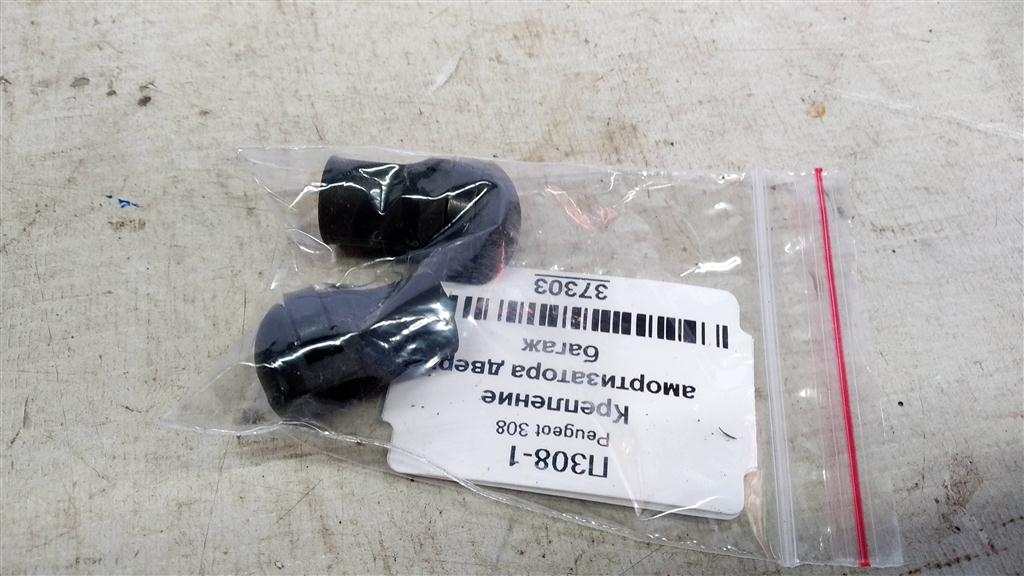 П308-1
Peugeot 308
Крепление
амортизатора двери
багаж
37303